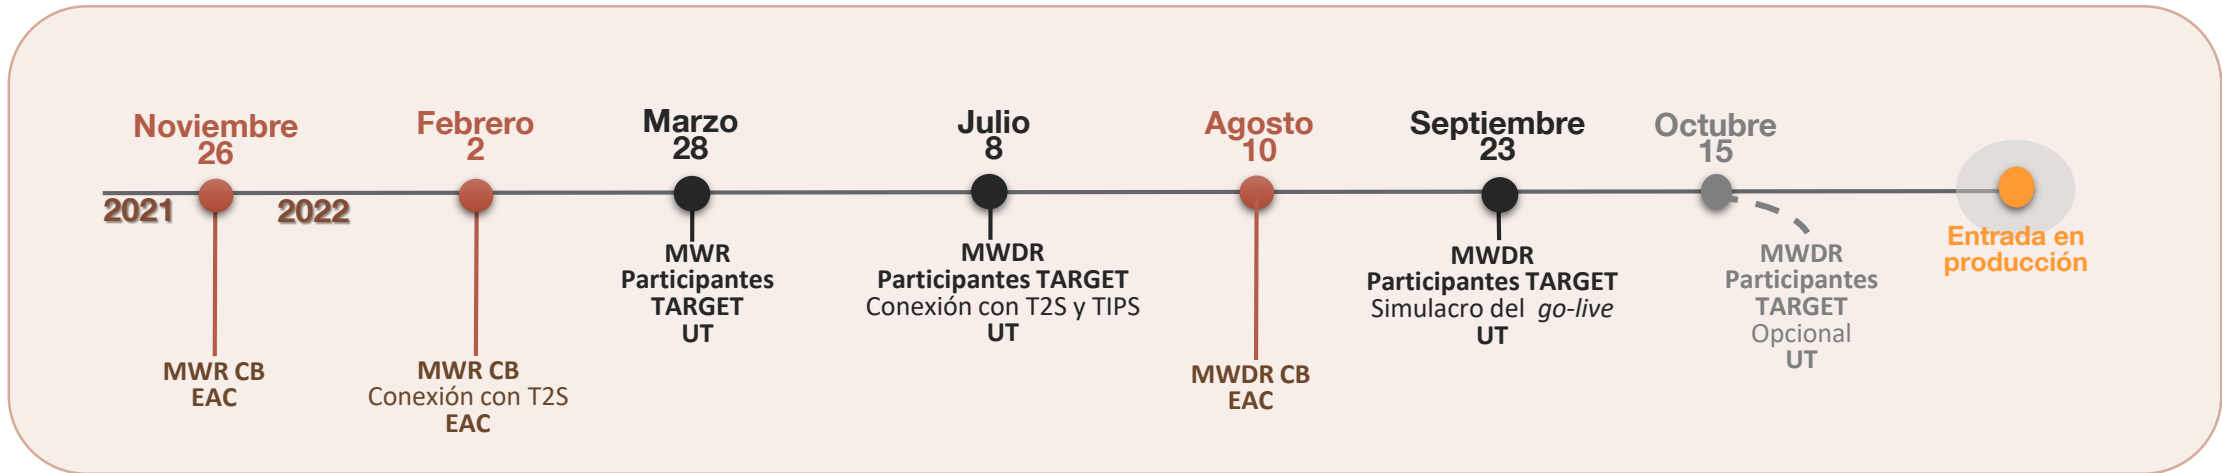 Noviembre
26
Febrero
2
Marzo
28
Julio
8
Agosto
10
Septiembre
23
Octubre
15
2021
2022
MWR CB
EAC
MWR CB
Conexión con T2S
EAC
MWR
Participantes
TARGET
UT
MWDR
Participantes TARGET
Conexión con T2S y TIPS
UT
MWDR CB
EAC
MWDR
Participantes TARGET
Simulacro del go-live
UT
MWDR
Participantes
TARGET
Opcional
UT
Entrada en
producción